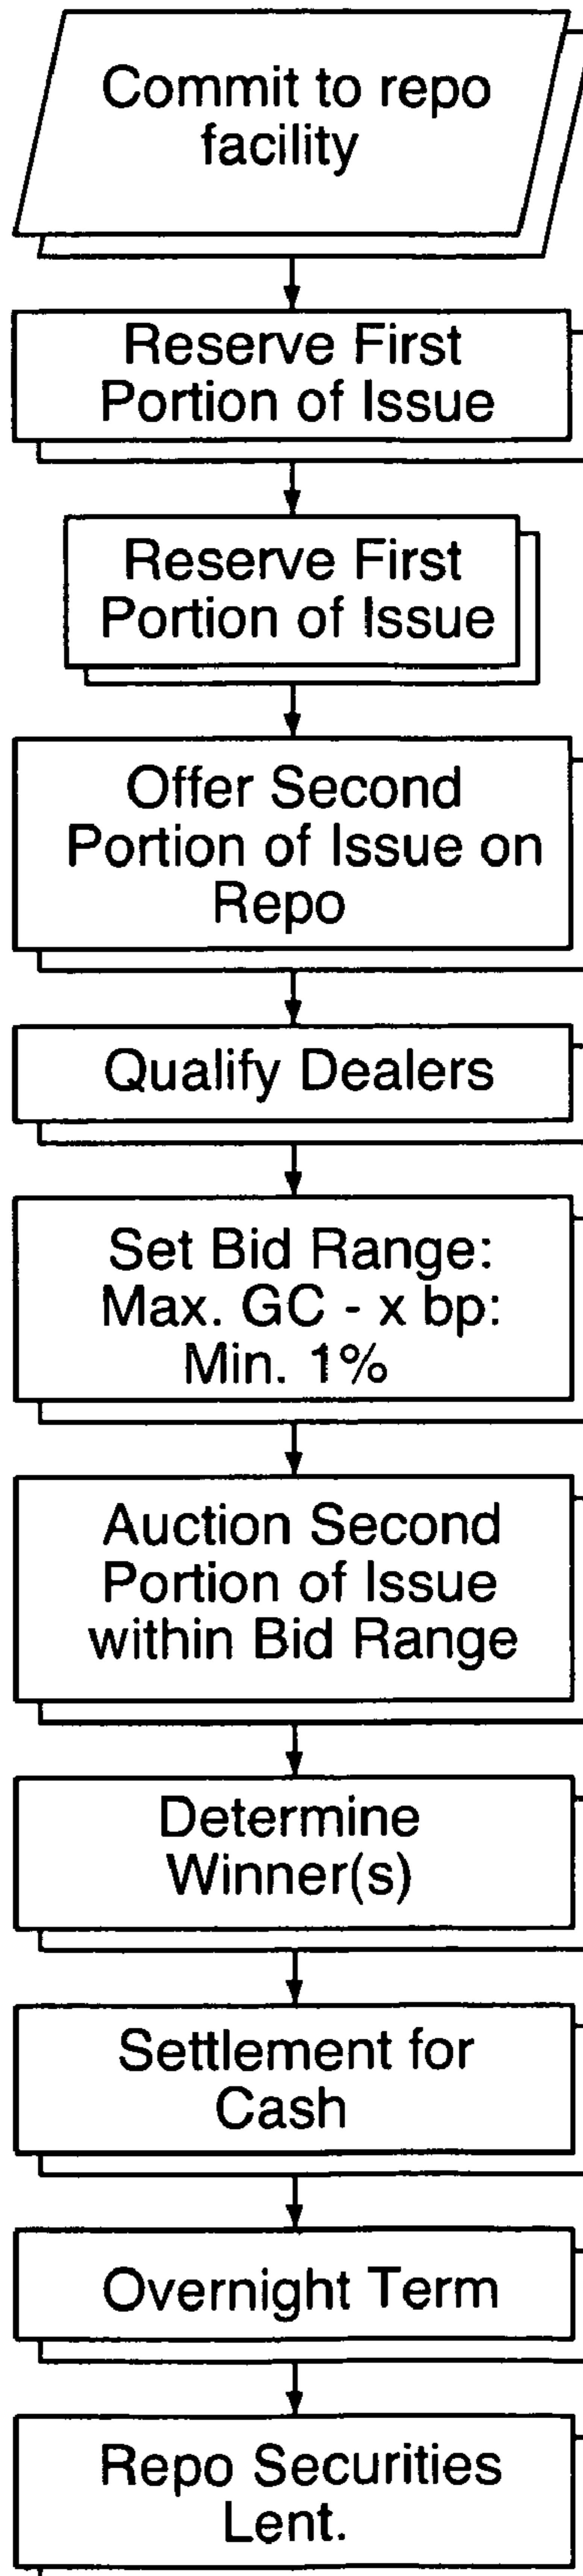 Commit to repo
facility
Reserve First
Portion of Issue
Reserve First
Portion of Issue
Offer Second
Portion of Issue on
Repo
Qualify Dealers
Set Bid Range:
Max. GC - x bp:
Min. 1%
Auction Second
Portion of Issue
within Bid Range
Determine
Winner(s)
Settlement for
Cash
Overnight Term
Repo Securities
Lent.